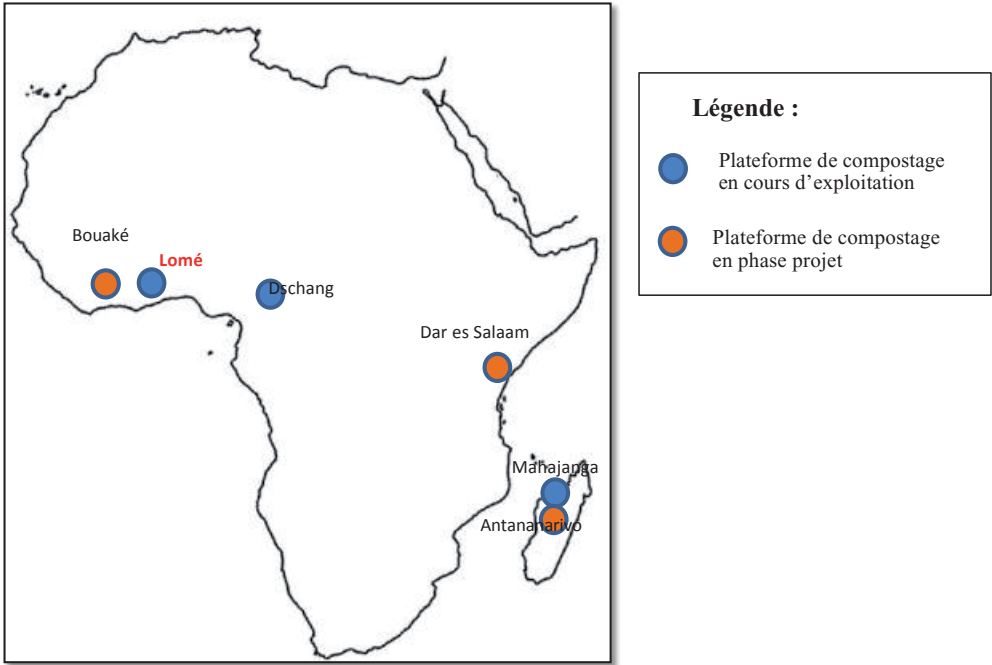 Bouaké
Lomé
Dschang
Dar es Salaam
Mahajanga
Antananarivo
Légende :
Plateforme de compostage
en cours d’exploitation
Plateforme de compostage
en phase projet